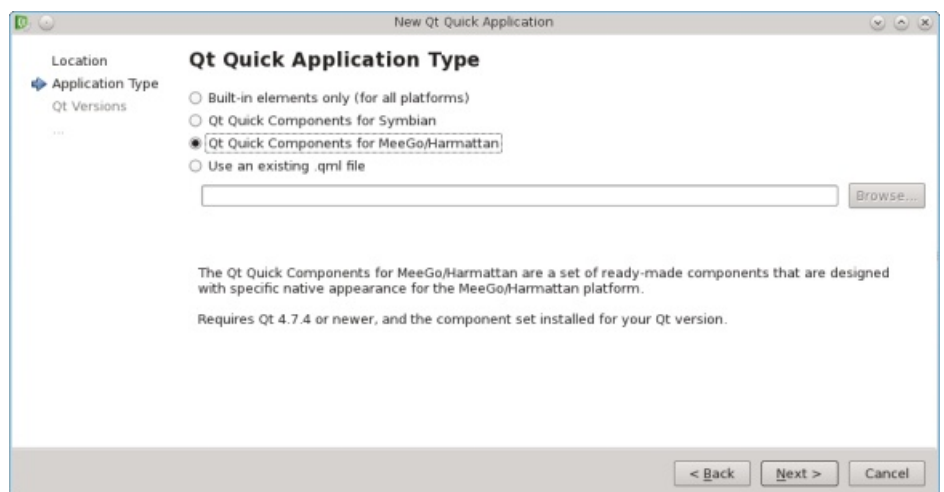 New Qt Quick Application
Location
Application Type
Qt Versions
...
Qt Quick Application Type
Built-in elements only (for all platforms)
Qt Quick Components for Symbian
Qt Quick Components for MeeGo/Harmattan
Use an existing .qml file
Browse...
The Qt Quick Components for MeeGo/Harmattan are a set of ready-made components that are designed
with specific native appearance for the MeeGo/Harmattan platform.
Requires Qt 4.7.4 or newer, and the component set installed for your Qt version.
< Back
Next >
Cancel